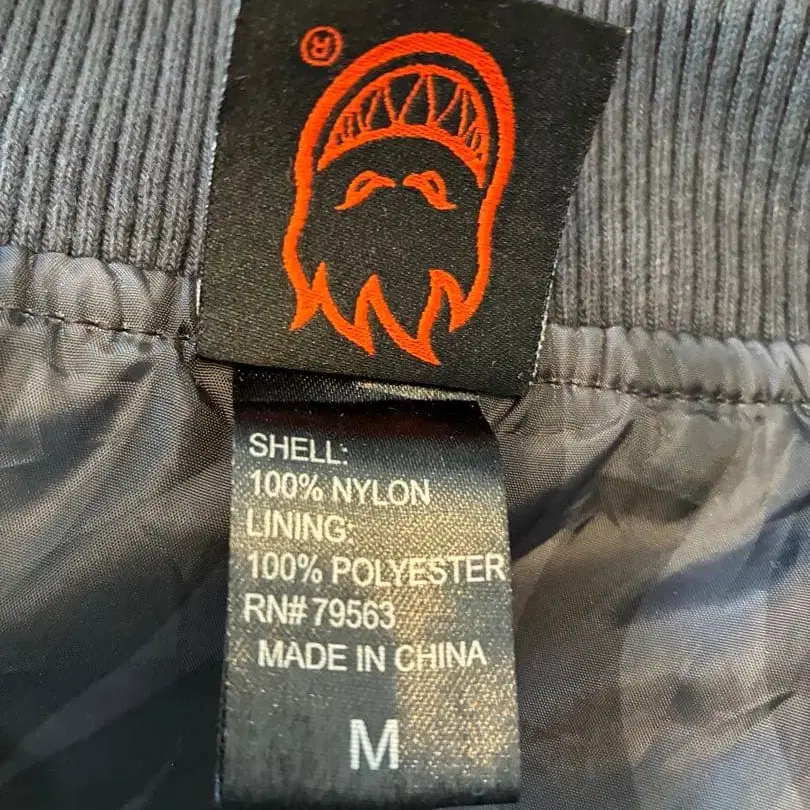 ®
SHELL:
100% NYLON
LINING:
100% POLYESTER
RN# 79563
MADE IN CHINA
M